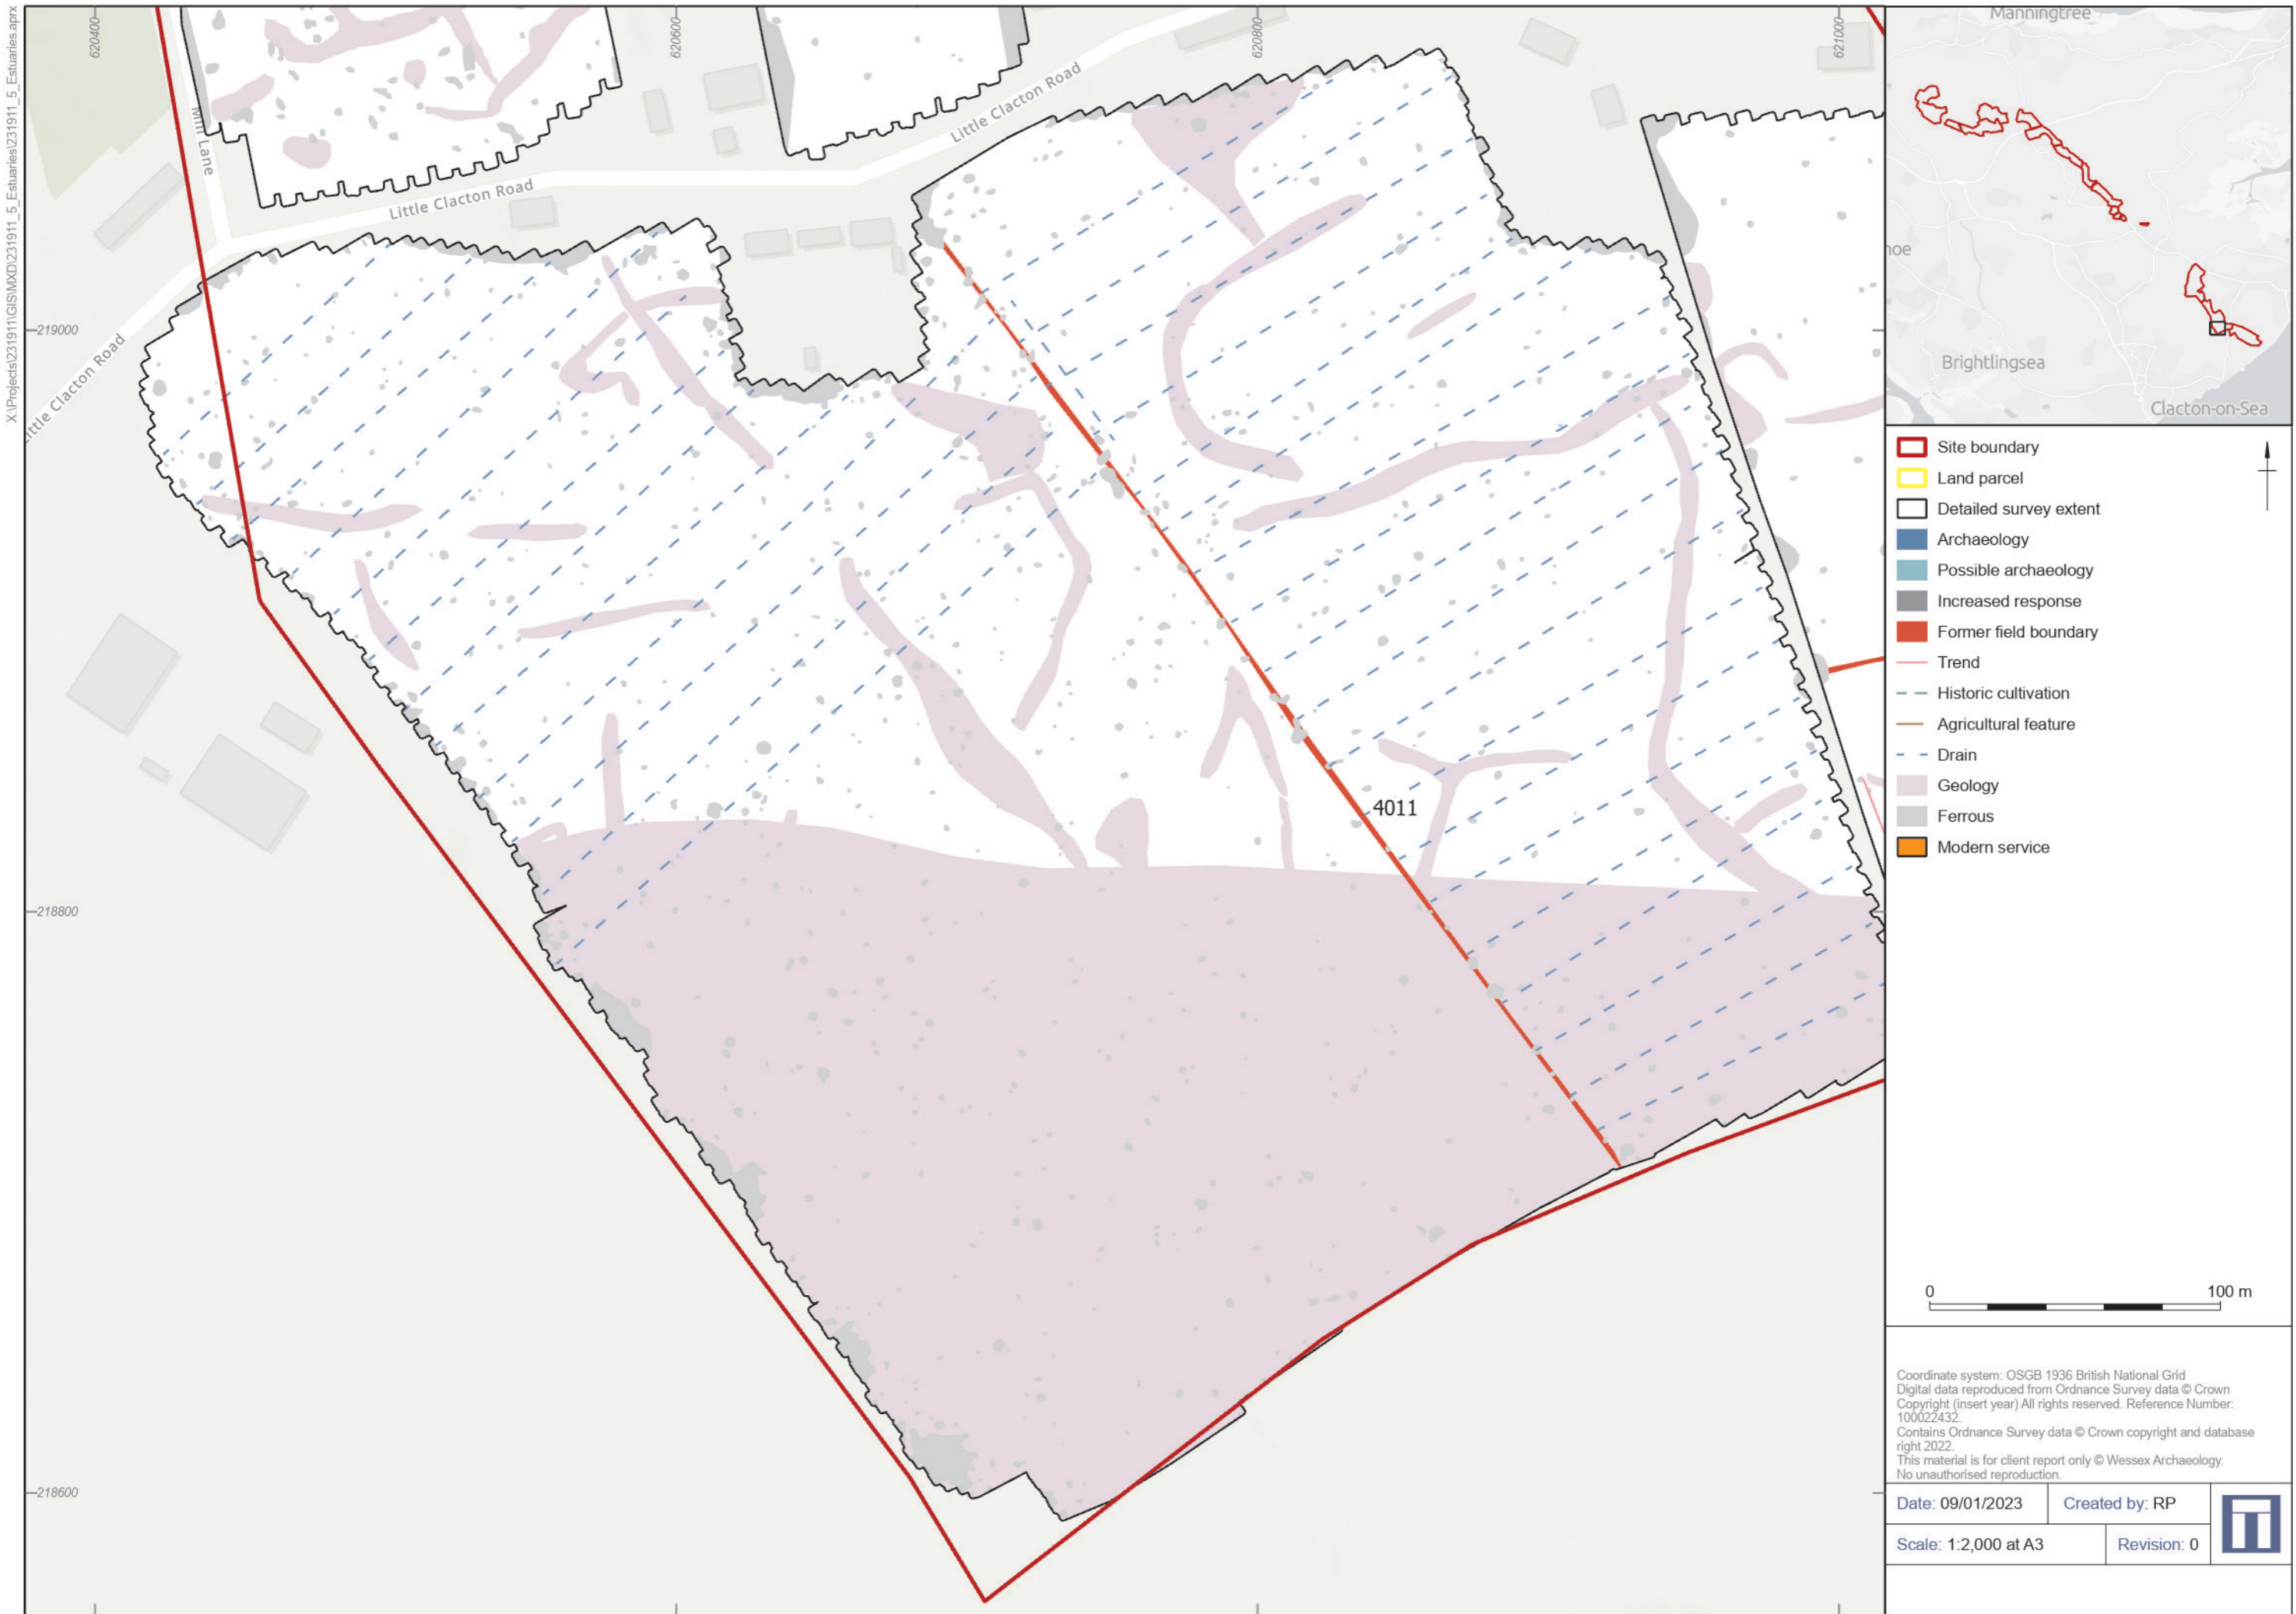 X:\Projects\231911\GIS\MXD\231911_5_Estuaries\231911_5_Estuaries.aprx
620400
620600
620800
621000
219000
218800
218600
Mill Lane
Little Clacton Road
Little Clacton Road
Little Clacton Road
4011
Manningtree
hoe
Brightlingsea
Clacton-on-Sea
Site boundary
Land parcel
Detailed survey extent
Archaeology
Possible archaeology
Increased response
Former field boundary
Trend
Historic cultivation
Agricultural feature
Drain
Geology
Ferrous
Modern service
0 100 m
Coordinate system: OSGB 1936 British National Grid
Digital data reproduced from Ordnance Survey data © Crown
Copyright (insert year) All rights reserved. Reference Number:
100022432.
Contains Ordnance Survey data © Crown copyright and database
right 2022.
This material is for client report only © Wessex Archaeology.
No unauthorised reproduction.
Date: 09/01/2023 Created by: RP
Scale: 1:2,000 at A3 Revision: 0